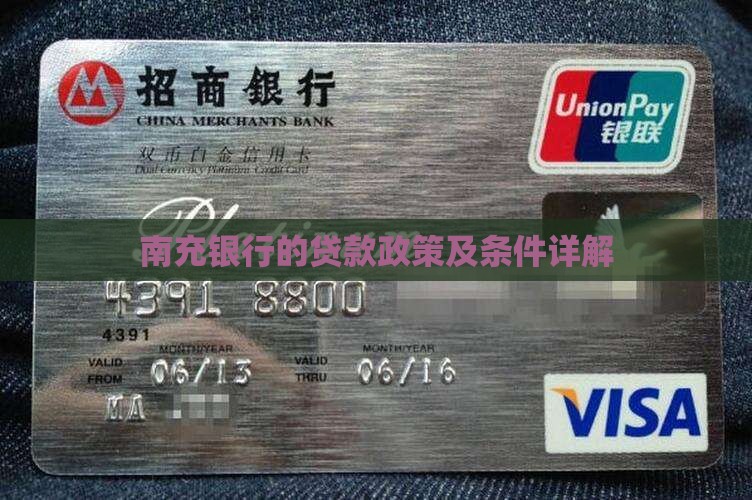 招商银行
CHINA MERCHANTS BANK
UnionPay
银联
双币白金信用卡
Dual Currency Platinum Credit Card
Platinum
南充银行的贷款政策及条件详解
4391 8800
4391
MONTH/YEAR MONTH/YEAR
VALID FROM 06/13 VALID THRU 06/16
MA
VISA